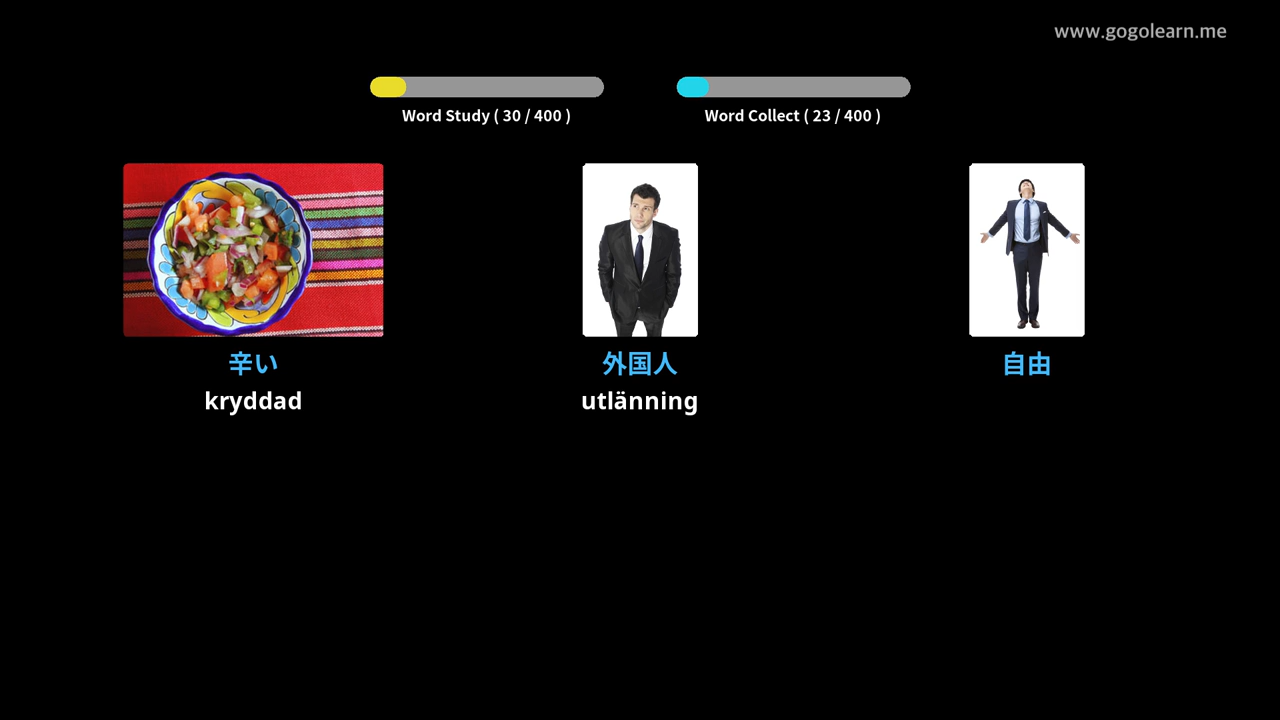 www.gogolearn.me
Word Study ( 30 / 400 )
Word Collect ( 23 / 400 )
辛い
外国人
自由
kryddad
utlänning